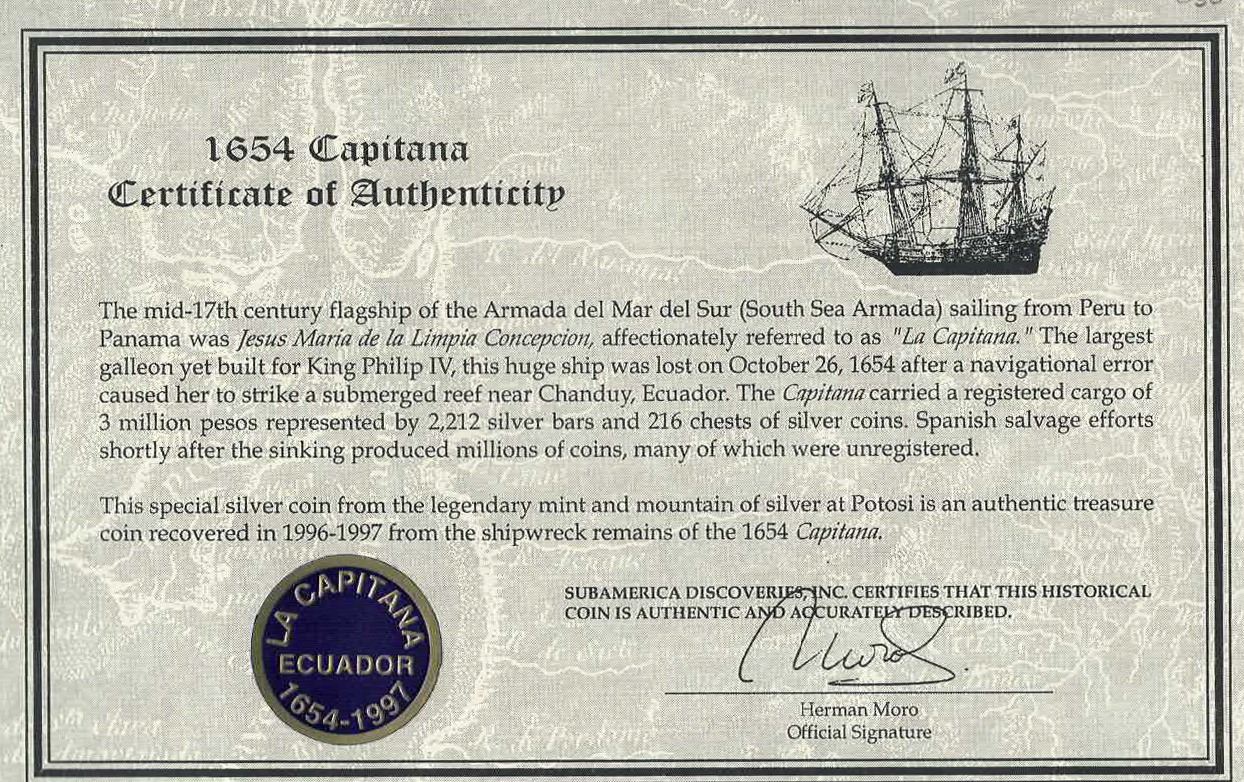 1654 Capitana
Certificate of Authenticity
The mid-17th century flagship of the Armada del Mar del Sur (South Sea Armada) sailing from Peru to
Panama was Jesus Maria de la Limpia Concepcion, affectionately referred to as "La Capitana." The largest
galleon yet built for King Philip IV, this huge ship was lost on October 26, 1654 after a navigational error
caused her to strike a submerged reef near Chanduy, Ecuador. The Capitana carried a registered cargo of
3 million pesos represented by 2,212 silver bars and 216 chests of silver coins. Spanish salvage efforts
shortly after the sinking produced millions of coins, many of which were unregistered.
This special silver coin from the legendary mint and mountain of silver at Potosi is an authentic treasure
coin recovered in 1996-1997 from the shipwreck remains of the 1654 Capitana.
LA CAPITANA
ECUADOR
1654-1997
SUBAMERICA DISCOVERIES, INC. CERTIFIES THAT THIS HISTORICAL
COIN IS AUTHENTIC AND ACCURATELY DESCRIBED.
Moro
Herman Moro
Official Signature